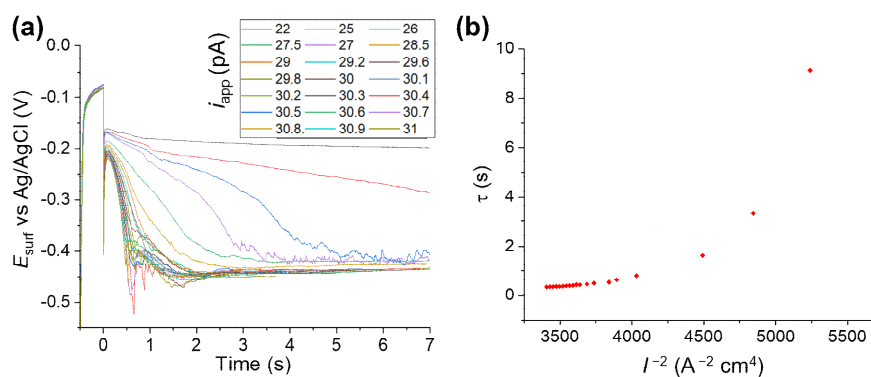 (a)
(b)
0.0
-0.1
-0.2
-0.3
-0.4
-0.5
E_surf vs Ag/AgCl (V)
i_app (pA)
22 25 26
27.5 27 28.5
29 29.2 29.6
29.8 30 30.1
30.2 30.3 30.4
30.5 30.6 30.7
30.8 30.9 31
0 1 2 3 4 5 6 7
Time (s)
10
8
6
4
2
0
τ (s)
3500 4000 4500 5000 5500
I⁻² (A⁻² cm⁴)